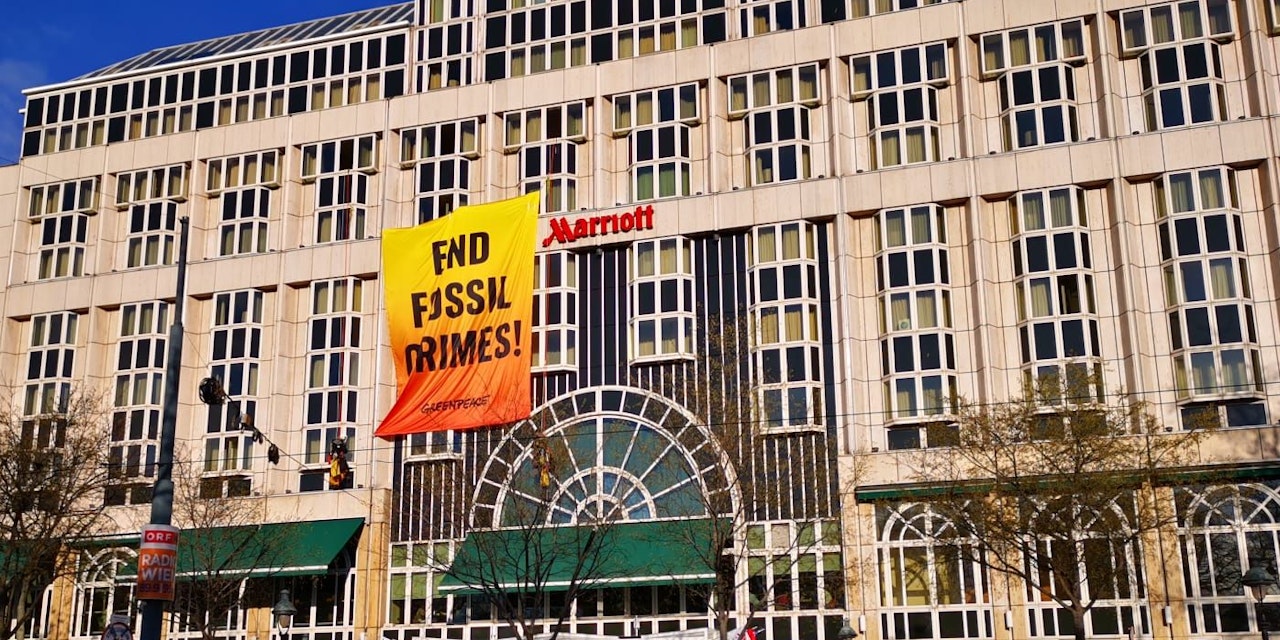 Marriott
END
FOSSIL
CRIMES!
GREENPEACE
ORF
RADIO
WIEN